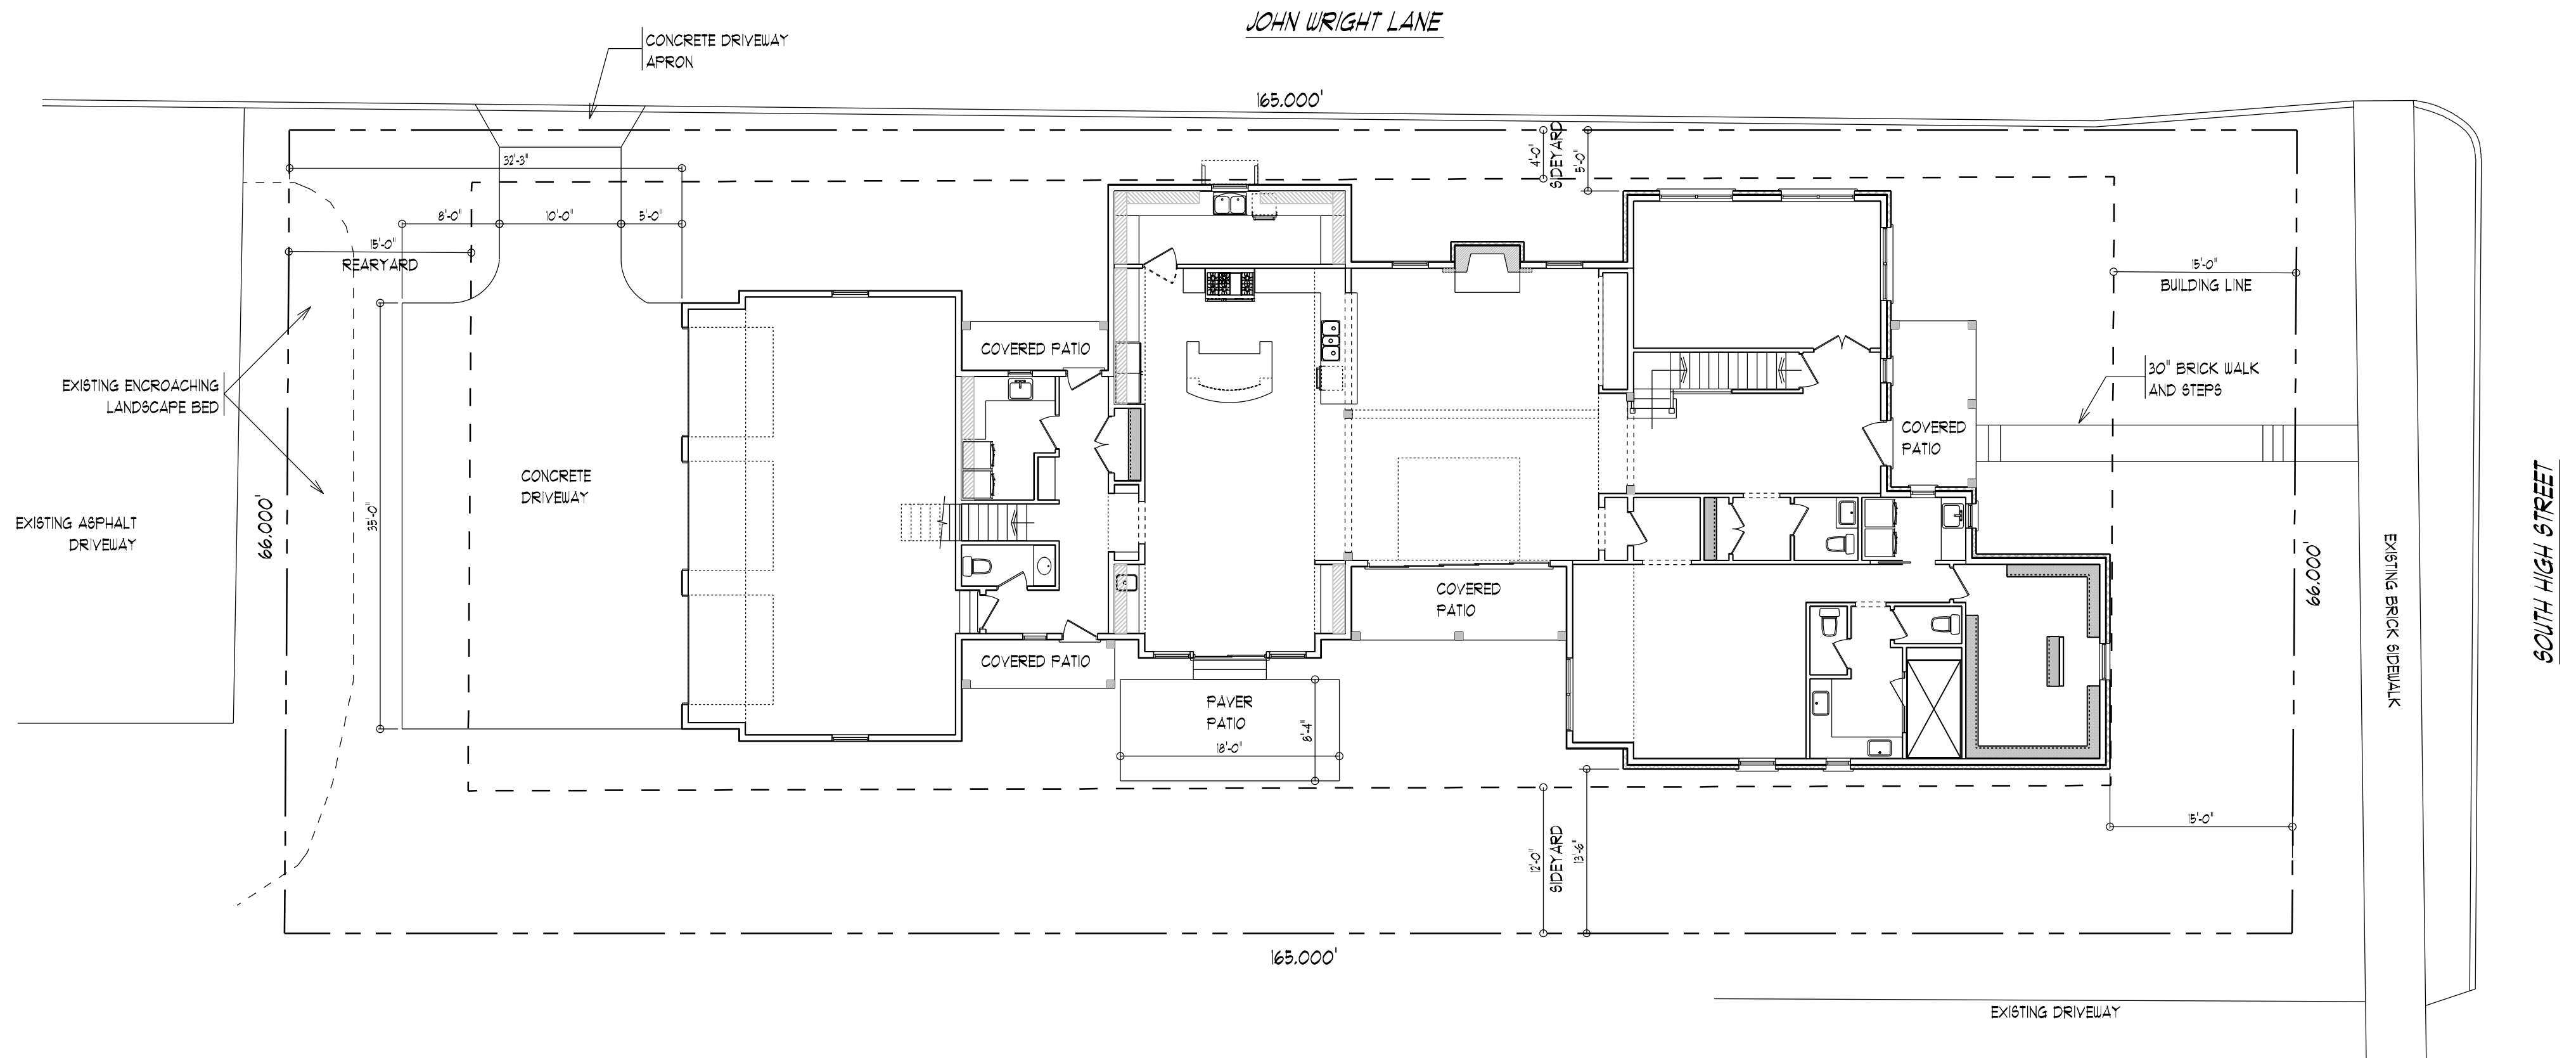 JOHN WRIGHT LANE
CONCRETE DRIVEWAY
APRON
165.000'
32'-3"
4'-0"
SIDEYARD
5'-0"
8'-0"
10'-0"
5'-0"
15'-0"
REARYARD
15'-0"
BUILDING LINE
COVERED PATIO
EXISTING ENCROACHING
LANDSCAPE BED
30" BRICK WALK
AND STEPS
COVERED
PATIO
CONCRETE
DRIVEWAY
35'-0"
66.000'
EXISTING ASPHALT
DRIVEWAY
COVERED
PATIO
66.000'
EXISTING BRICK SIDEWALK
SOUTH HIGH STREET
COVERED PATIO
PAVER
PATIO
18'-0"
8'-4"
15'-0"
12'-0"
SIDEYARD
13'-6"
165.000'
EXISTING DRIVEWAY